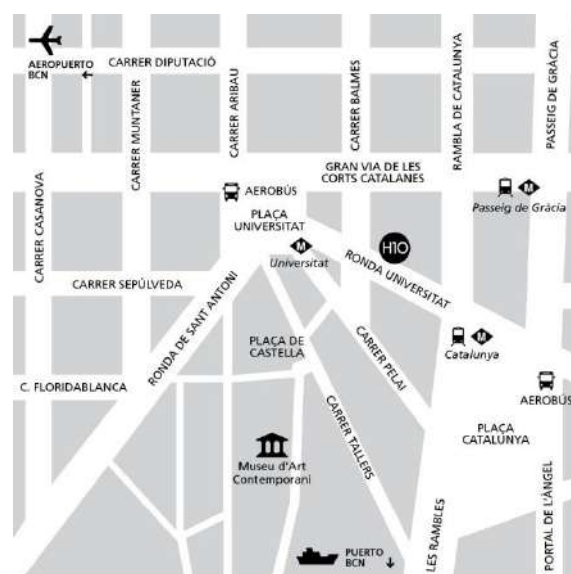 AEROPUERTO
BCN
CARRER DIPUTACIÓ
CARRER MUNTANER
CARRER ARIBAU
CARRER BALMES
RAMBLA DE CATALUNYA
PASSEIG DE GRÀCIA
CARRER CASANOVA
GRAN VIA DE LES
CORTS CATALANES
AEROBÚS
M
Passeig de Gràcia
PLAÇA
UNIVERSITAT
M
Universitat
H10
RONDA UNIVERSITAT
CARRER SEPÚLVEDA
RONDA DE SANT ANTONI
PLAÇA DE
CASTELLA
CARRER PELAI
M
Catalunya
C. FLORIDABLANCA
CARRER TALLERS
AEROBÚS
PLAÇA
CATALÚNYA
Museu d'Art
Contemporani
LES RAMBLES
PORTAL DE L'ÀNGEL
PUERTO
BCN